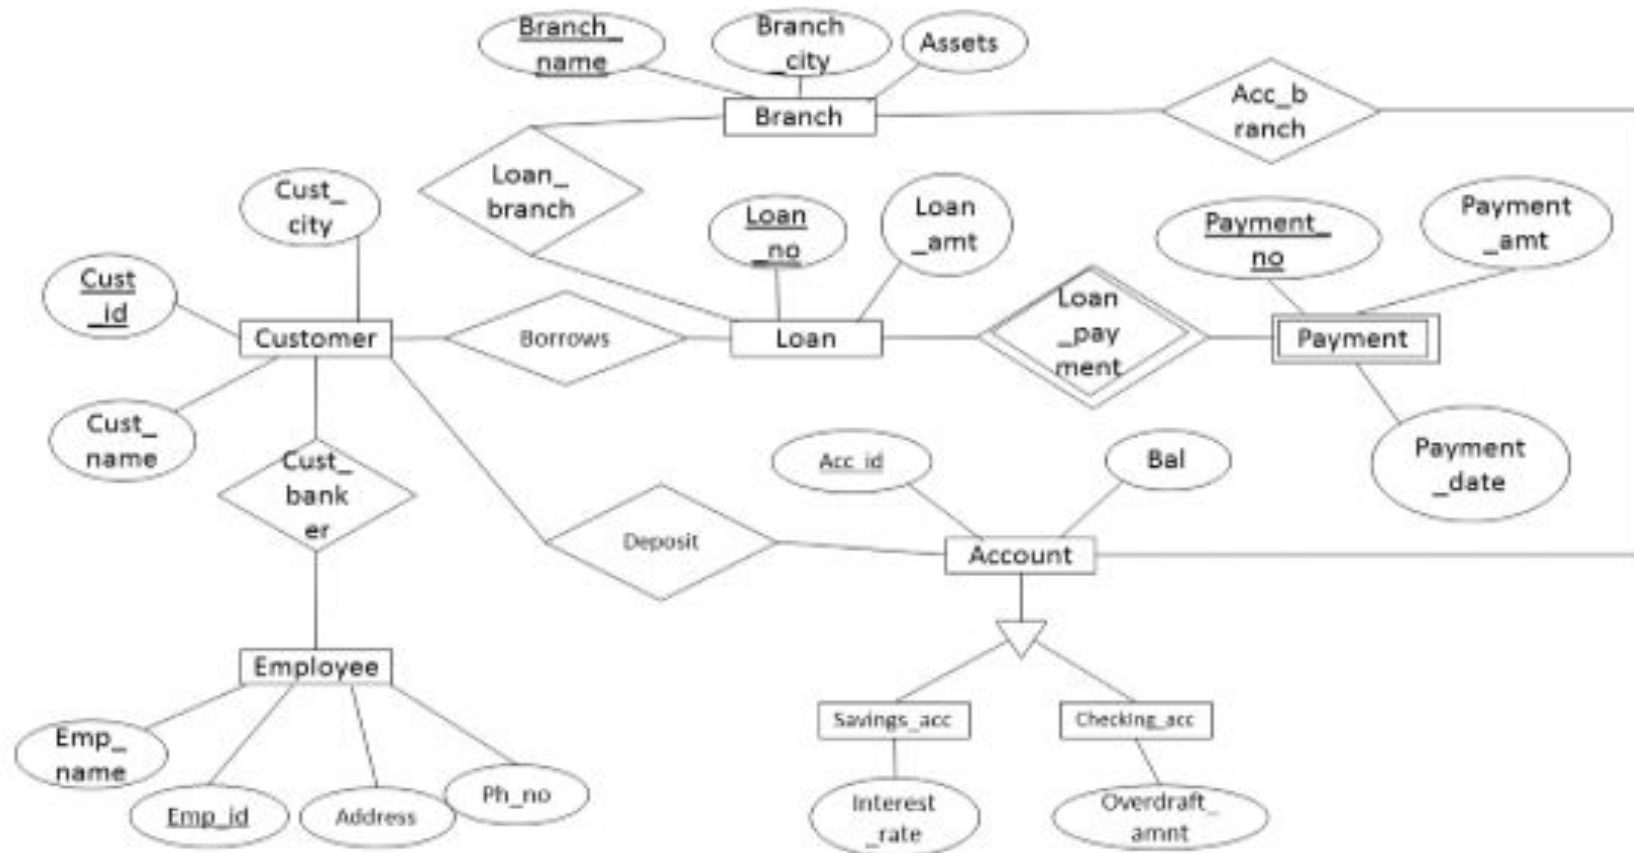 Branch_
name
Branch
_city
Assets
Branch
Acc_b
ranch
Loan_
branch
Cust_
city
Loan
_no
Loan
_amt
Payment_
no
Payment
_amt
Cust
_id
Customer
Borrows
Loan
Loan
_pay
ment
Payment
Cust_
name
Cust_
bank
er
Acc_id
Bal
Payment
_date
Deposit
Account
Employee
Savings_acc
Checking_acc
Emp_
name
Emp_id
Address
Ph_no
Interest
_rate
Overdraft_
amnt